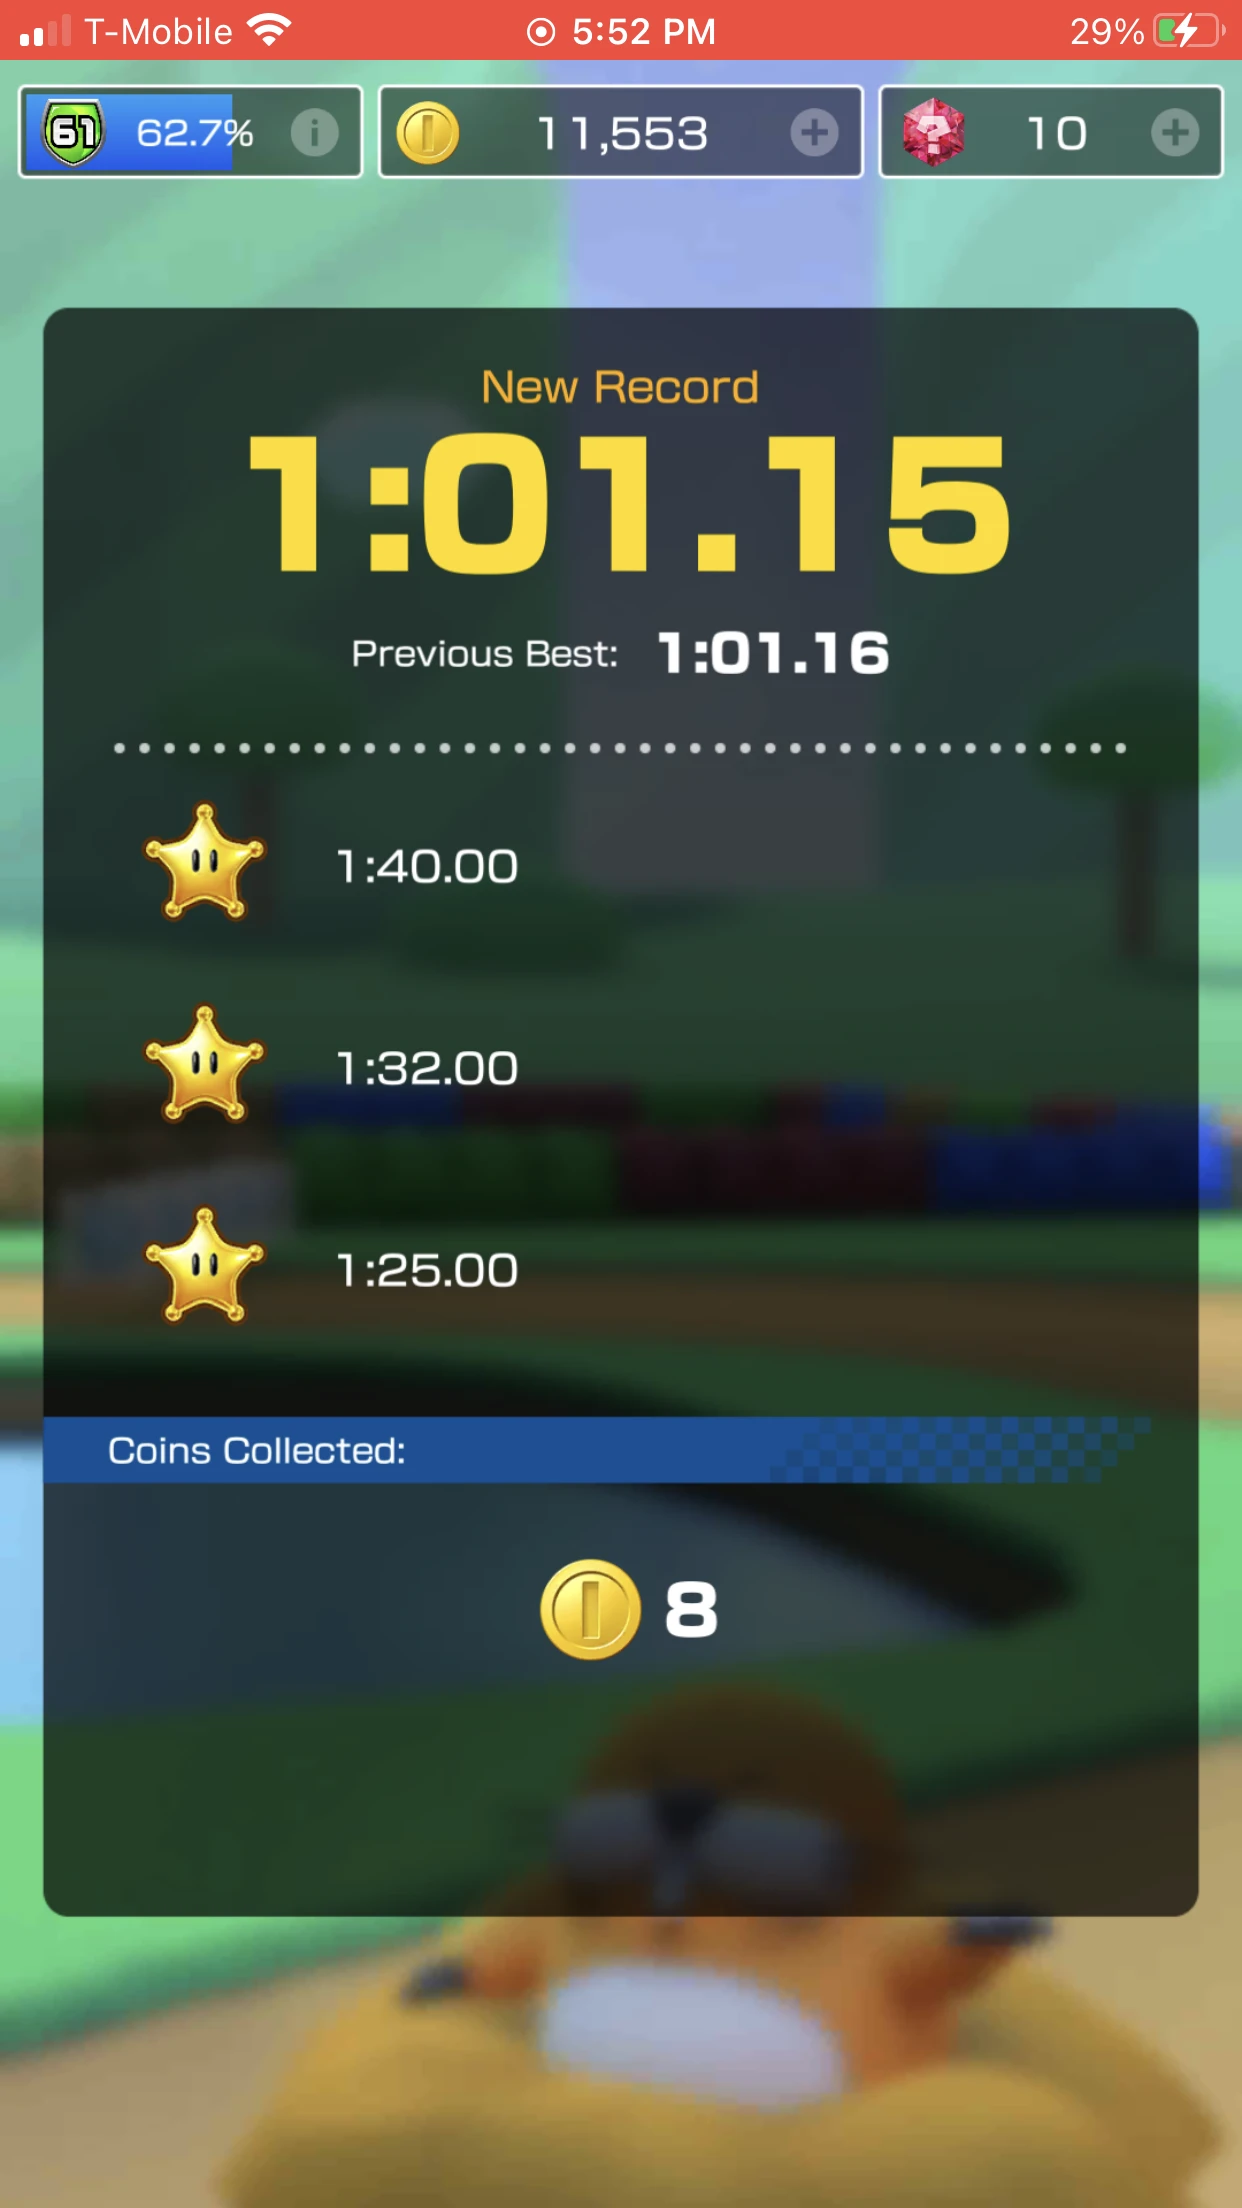 T-Mobile 5:52 PM 29%
61 62.7% i 11,553 + ? 10 +
New Record
1:01.15
Previous Best: 1:01.16
1:40.00
1:32.00
1:25.00
Coins Collected:
8